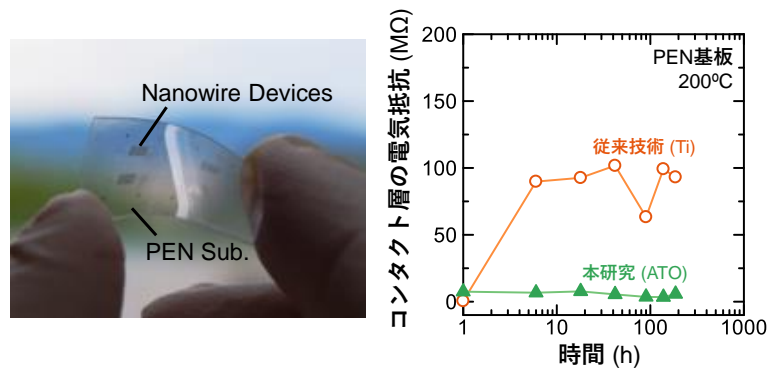 Nanowire Devices
PEN Sub.
コンタクト層の電気抵抗 (MΩ)
200
150
100
50
0
PEN基板
200ºC
従来技術 (Ti)
本研究 (ATO)
1
10
100
1000
時間 (h)